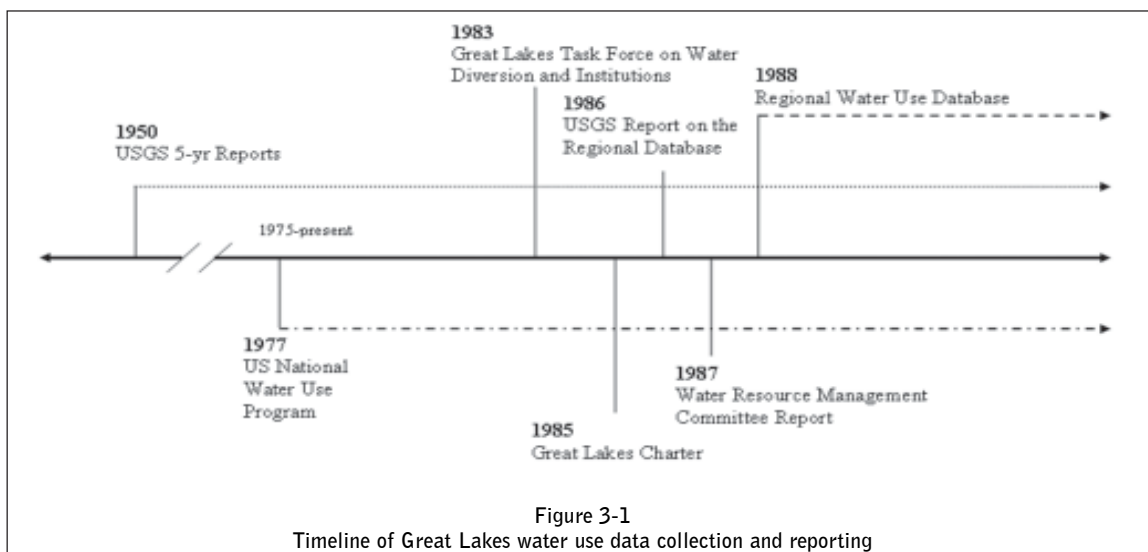 1983
Great Lakes Task Force on Water
Diversion and Institutions
1988
Regional Water Use Database
1986
USGS Report on the
Regional Database
1950
USGS 5-yr Reports
1975-present
1977
US National
Water Use
Program
1987
Water Resource Management
Committee Report
1985
Great Lakes Charter
Figure 3-1
Timeline of Great Lakes water use data collection and reporting